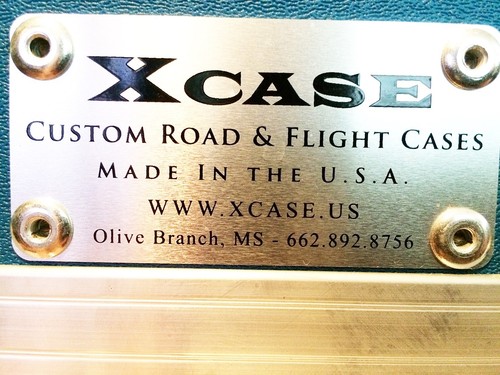 XCASE
CUSTOM ROAD & FLIGHT CASES
MADE IN THE U.S.A.
WWW.XCASE.US
Olive Branch, MS - 662.892.8756